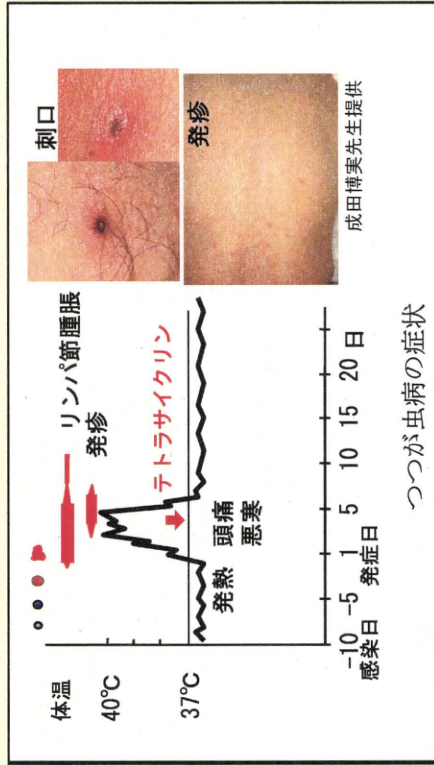 体温
40℃
37℃
リンパ節腫脹
発疹
テトラサイクリン
発熱
頭痛
悪寒
-10 -5 1 5 10 15 20 日
感染日 発症日
刺口
発疹
成田博実先生提供
つつが虫病の症状